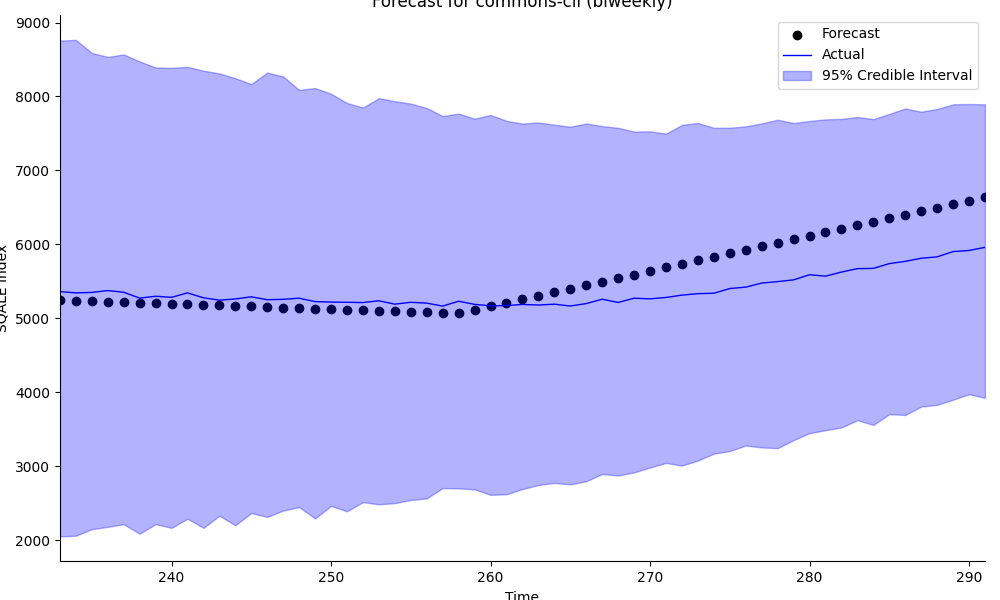 Forecast for commons-cli (biweekly)
9000
8000
7000
6000
5000
4000
3000
2000
SQALE Index
Forecast
Actual
95% Credible Interval
240
250
260
270
280
290
Time